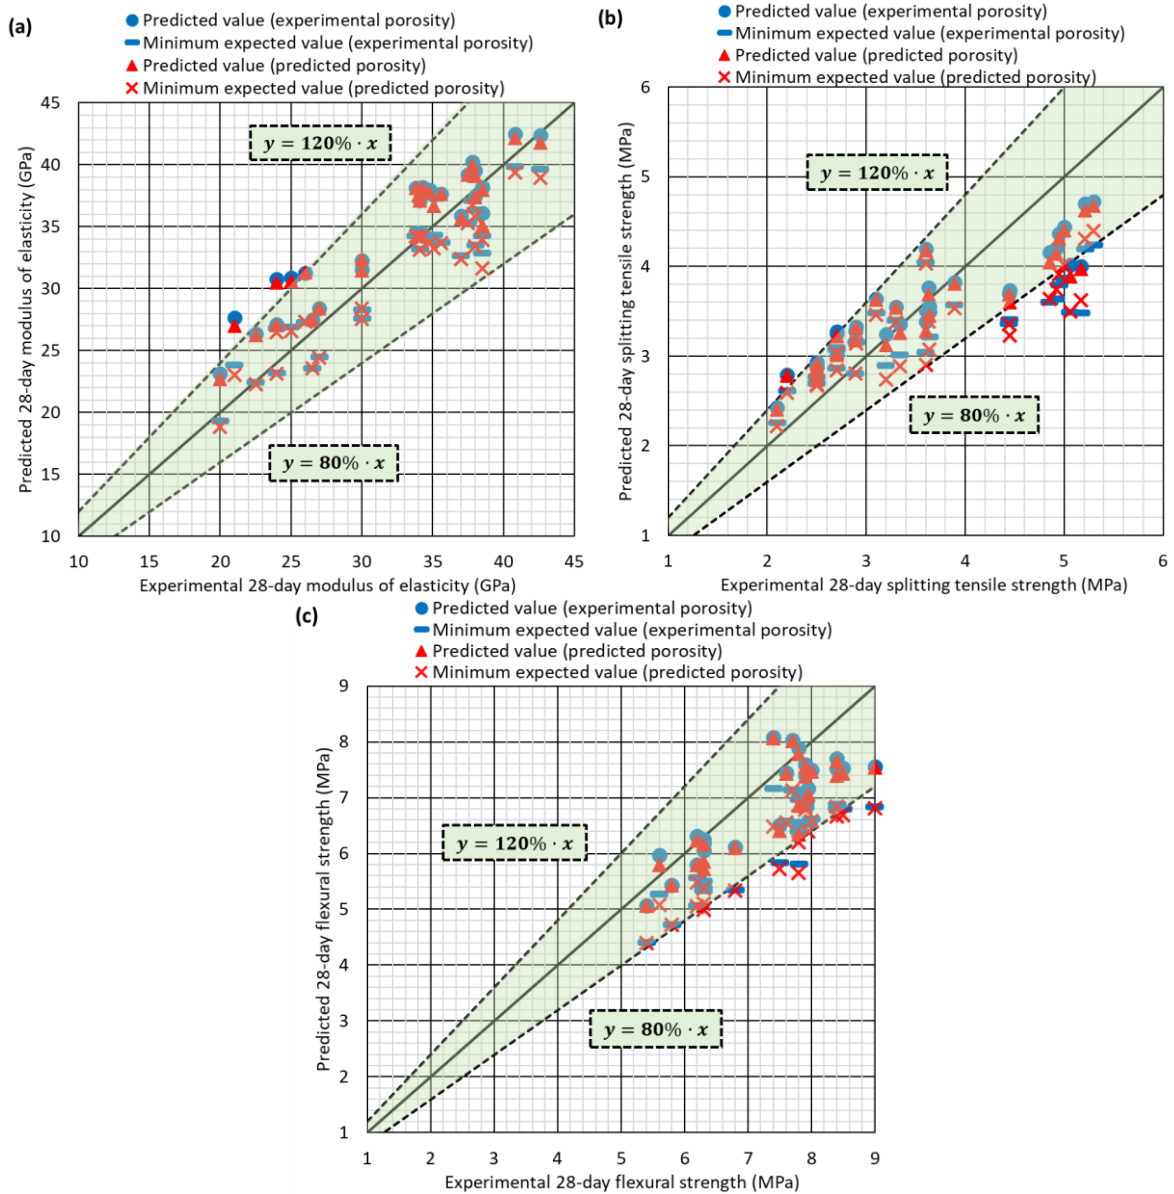 (a)
Predicted value (experimental porosity)
Minimum expected value (experimental porosity)
Predicted value (predicted porosity)
Minimum expected value (predicted porosity)
45
40
35
30
25
20
15
10
Predicted 28-day modulus of elasticity (GPa)
y = 120% · x
y = 80% · x
10 15 20 25 30 35 40 45
Experimental 28-day modulus of elasticity (GPa)
(b)
Predicted value (experimental porosity)
Minimum expected value (experimental porosity)
Predicted value (predicted porosity)
Minimum expected value (predicted porosity)
6
5
4
3
2
1
Predicted 28-day splitting tensile strength (MPa)
y = 120% · x
y = 80% · x
1 2 3 4 5 6
Experimental 28-day splitting tensile strength (MPa)
(c)
Predicted value (experimental porosity)
Minimum expected value (experimental porosity)
Predicted value (predicted porosity)
Minimum expected value (predicted porosity)
9
8
7
6
5
4
3
2
1
Predicted 28-day flexural strength (MPa)
y = 120% · x
y = 80% · x
1 2 3 4 5 6 7 8 9
Experimental 28-day flexural strength (MPa)